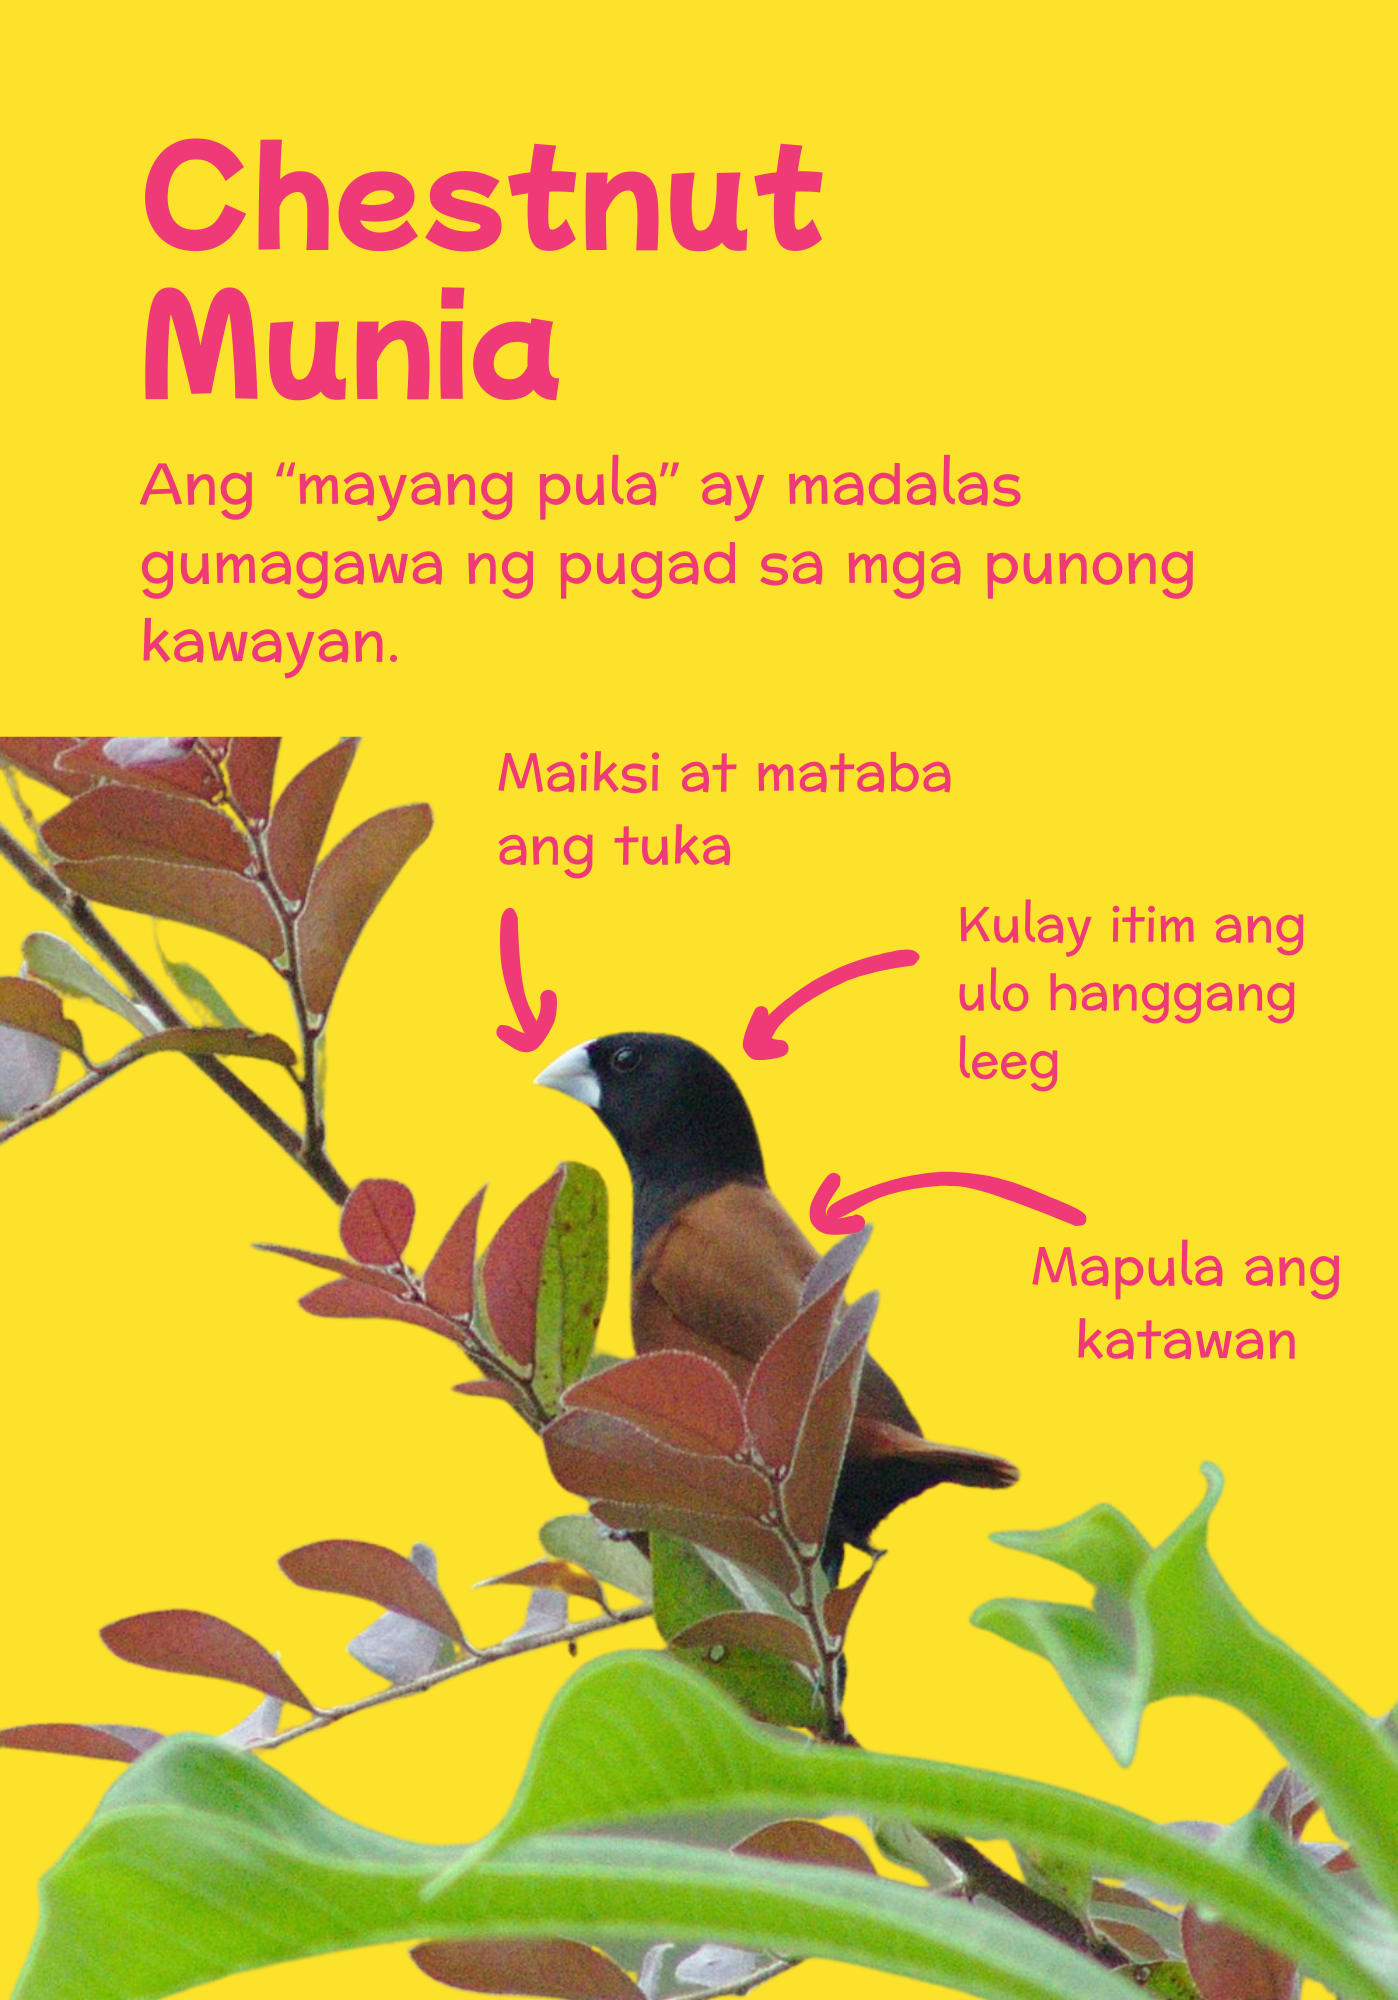 Chestnut
Munia
Ang “mayang pula” ay madalas
gumagawa ng pugad sa mga punong
kawayan.
Maiksi at mataba
ang tuka
Kulay itim ang
ulo hanggang
leeg
Mapula ang
katawan